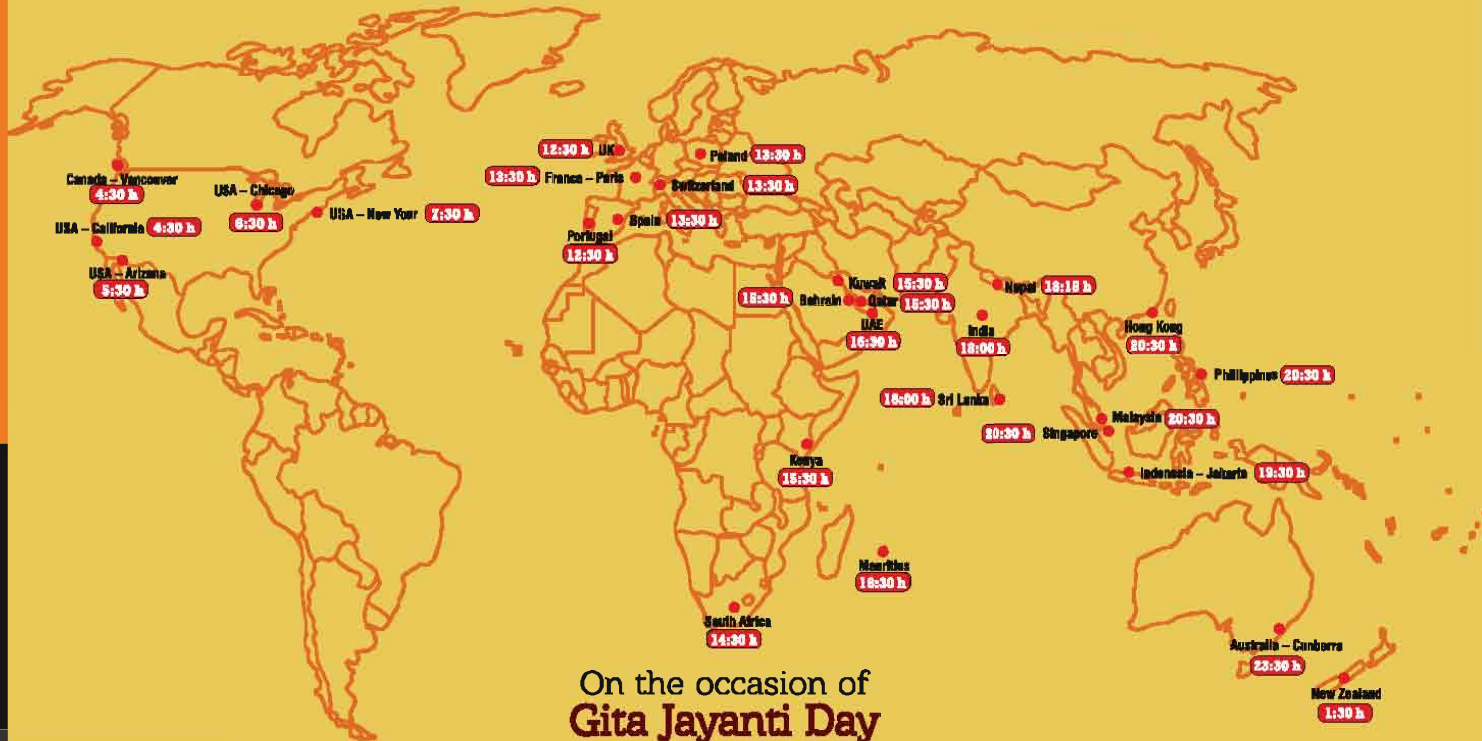 Canada – Vancouver
4:30 h
USA – California 4:30 h
USA – Arizona
5:30 h
USA – Chicago
6:30 h
USA – New Your 7:30 h
12:30 h UK
13:30 h France – Paris
Poland 13:30 h
Switzerland 13:30 h
Spain 13:30 h
Portugal
12:30 h
Kuwait 15:30 h
15:30 h Bahrain
Qatar 15:30 h
UAE
16:30 h
Nepal 18:15 h
India
18:00 h
18:00 h Sri Lanka
Hong Kong
20:30 h
Philippines 20:30 h
Malaysia 20:30 h
20:30 h Singapore
Indonesia – Jakarta 19:30 h
Kenya
15:30 h
Mauritius
16:30 h
South Africa
14:30 h
Australia – Cunberra
23:30 h
New Zealand
1:30 h
On the occasion of
Gita Jayanti Day